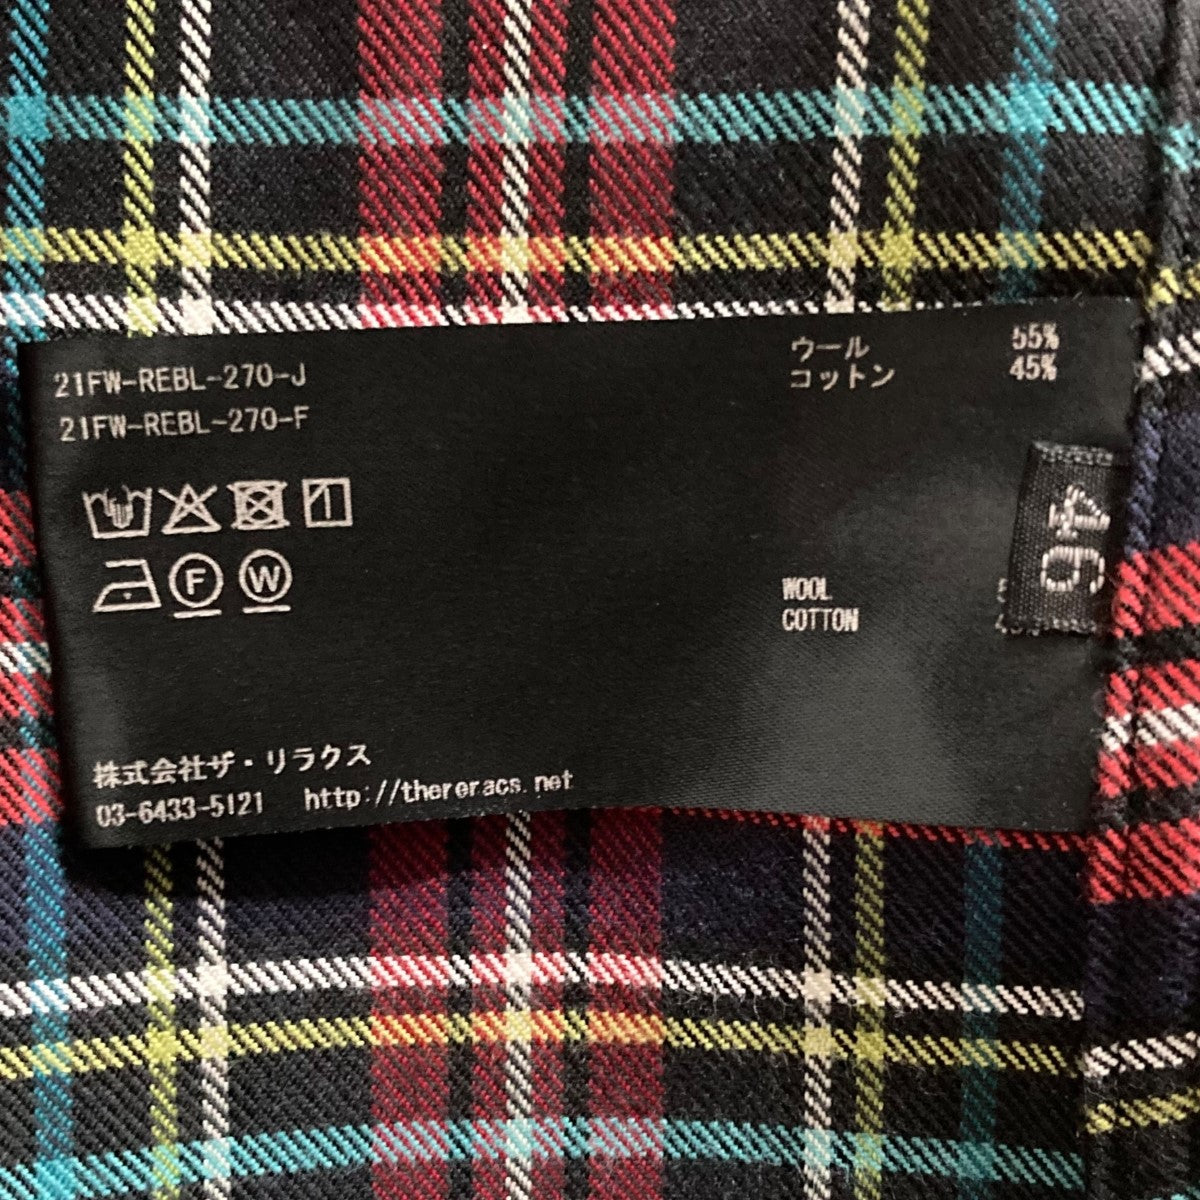 21FW-REBL-270-J
21FW-REBL-270-F
ウール 55%
コットン 45%
F W
WOOL
COTTON
46
株式会社ザ・リラクス
03-6433-5121 http://thereracs.net